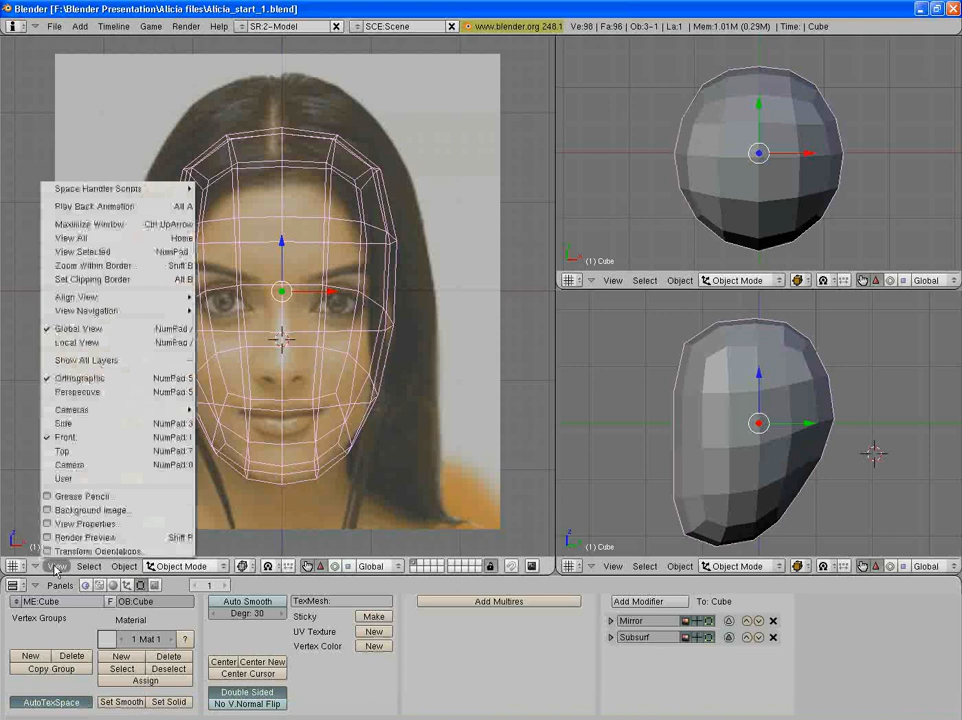 Blender [F:\Blender Presentation\Alicia files\Alicia_start_1.blend]
File Add Timeline Game Render Help SR:2-Model SCE:Scene www.blender.org 248.1 Ve:98 | Fa:96 | Ob:3-1 | La:1 | Mem:1.01M (0.29M) | Time: | Cube
Space Handler Scripts
Play Back Animation Alt A
Maximize Window Ctrl UpArrow
View All Home
View Selected NumPad .
Zoom Within Border Shift B
Set Clipping Border Alt B
Align View
View Navigation
Global View NumPad /
Local View NumPad /
Show All Layers ~
Orthographic NumPad 5
Perspective NumPad 5
Cameras
Side NumPad 3
Front NumPad 1
Top NumPad 7
Camera NumPad 0
User
Grease Pencil...
Background Image...
View Properties...
Render Preview Shift P
Transform Orientations...
(1)
View Select Object Object Mode Global
(1) Cube
View Select Object Object Mode Global
(1) Cube
View Select Object Object Mode Global
Panels 1
ME:Cube F OB:Cube
Vertex Groups
Material
1 Mat 1 ?
New Delete New Delete
Copy Group Select Deselect
Assign
AutoTexSpace Set Smooth Set Solid
Auto Smooth
Degr: 30
Center Center New
Center Cursor
Double Sided
No V.Normal Flip
TexMesh:
Sticky Make
UV Texture New
Vertex Color New
Add Multires
Add Modifier To: Cube
Mirror
Subsurf